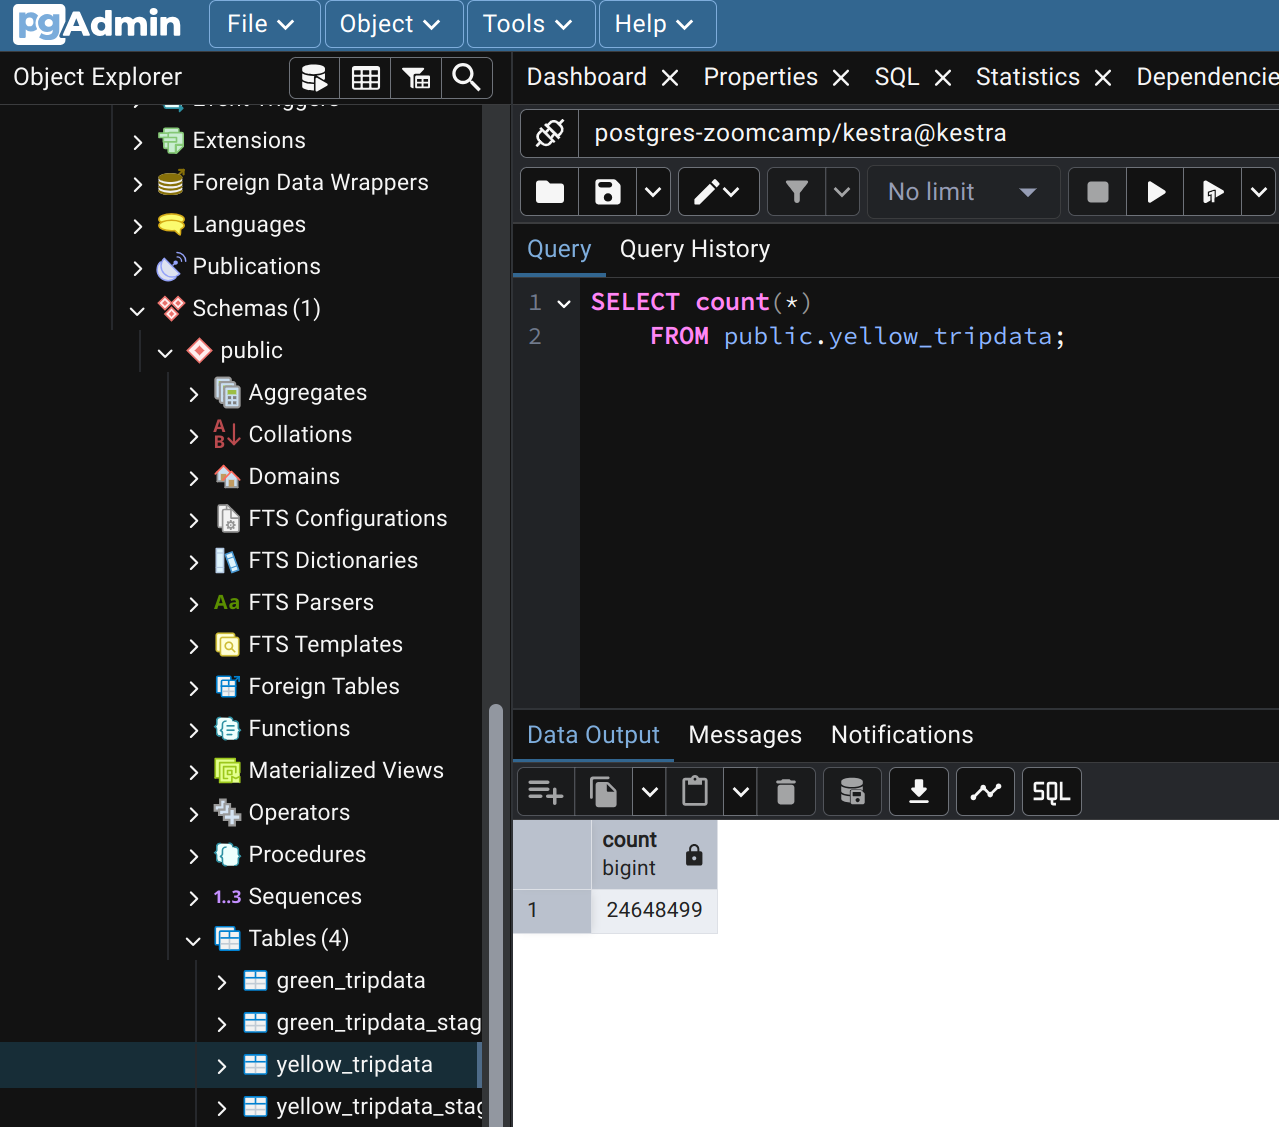 pgAdmin File Object Tools Help
Object Explorer
Dashboard Properties SQL Statistics
Event Triggers
Extensions
Foreign Data Wrappers
Languages
Publications
Schemas (1)
public
Aggregates
Collations
Domains
FTS Configurations
FTS Dictionaries
Aa FTS Parsers
FTS Templates
Foreign Tables
Functions
Materialized Views
Operators
Procedures
1..3 Sequences
Tables (4)
green_tripdata
green_tripdata_stag
yellow_tripdata
yellow_tripdata_stag
postgres-zoomcamp/kestra@kestra
No limit
Query Query History
1 SELECT count(*)
2 FROM public.yellow_tripdata;
Data Output Messages Notifications
SQL
count
bigint
1 24648499